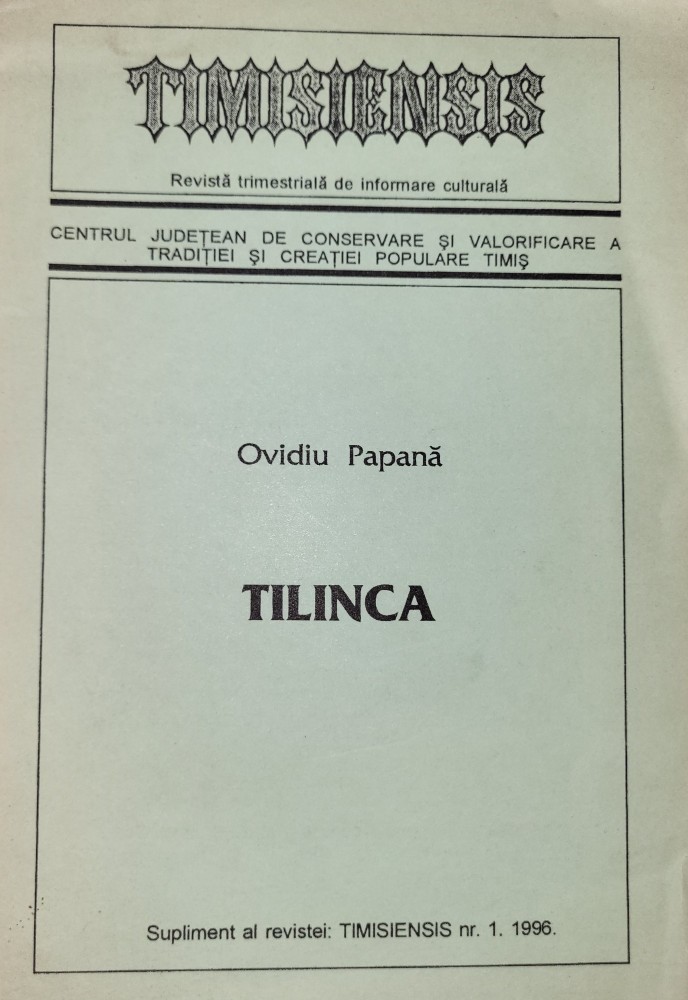 TIMISIENSIS
Revistă trimestrială de informare culturală
CENTRUL JUDEȚEAN DE CONSERVARE ȘI VALORIFICARE A
TRADIȚIEI ȘI CREAȚIEI POPULARE TIMIȘ
Ovidiu Papană
TILINCA
Supliment al revistei: TIMISIENSIS nr. 1. 1996.